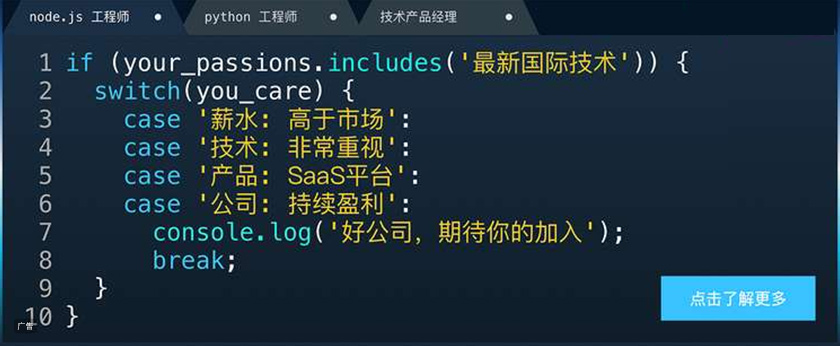 node.js 工程师
python 工程师
技术产品经理
1 if (your_passions.includes('最新国际技术')) {
2 switch(you_care) {
3 case '薪水: 高于市场':
4 case '技术: 非常重视':
5 case '产品: SaaS平台':
6 case '公司: 持续盈利':
7 console.log('好公司，期待你的加入');
8 break;
9 }
10 }
点击了解更多
广告